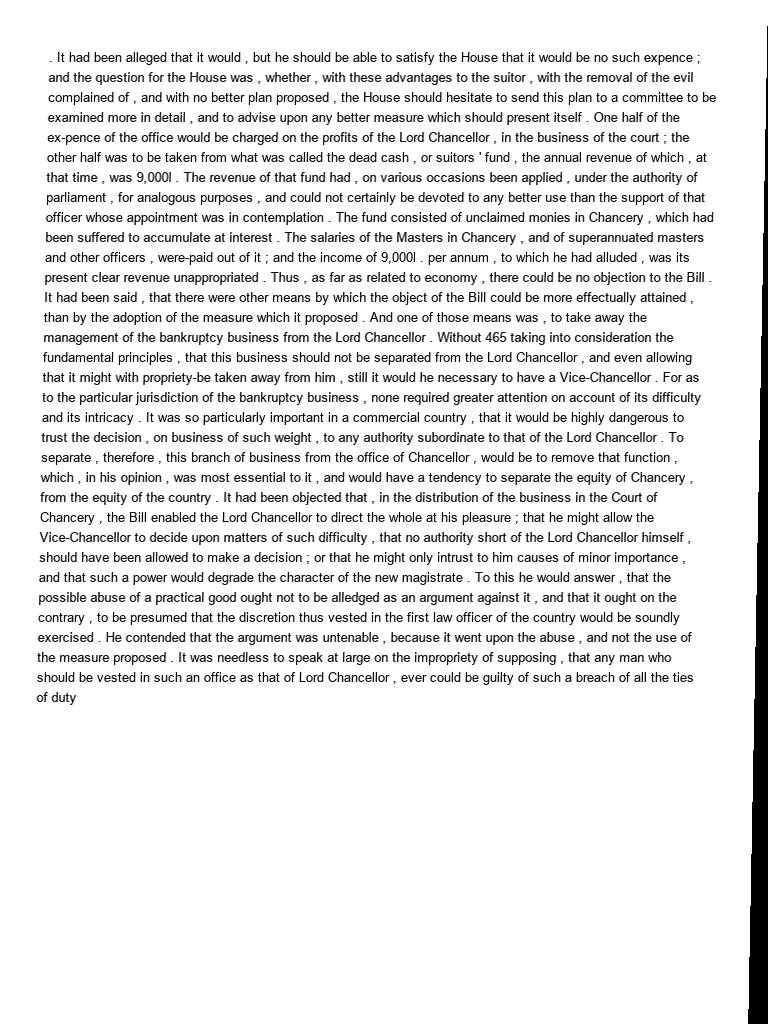 . It had been alleged that it would , but he should be able to satisfy the House that it would be no such expence ;
and the question for the House was , whether , with these advantages to the suitor , with the removal of the evil
complained of , and with no better plan proposed , the House should hesitate to send this plan to a committee to be
examined more in detail , and to advise upon any better measure which should present itself . One half of the
ex-pence of the office would be charged on the profits of the Lord Chancellor , in the business of the court ; the
other half was to be taken from what was called the dead cash , or suitors ' fund , the annual revenue of which , at
that time , was 9,000l . The revenue of that fund had , on various occasions been applied , under the authority of
parliament , for analogous purposes , and could not certainly be devoted to any better use than the support of that
officer whose appointment was in contemplation . The fund consisted of unclaimed monies in Chancery , which had
been suffered to accumulate at interest . The salaries of the Masters in Chancery , and of superannuated masters
and other officers , were-paid out of it ; and the income of 9,000l . per annum , to which he had alluded , was its
present clear revenue unappropriated . Thus , as far as related to economy , there could be no objection to the Bill .
It had been said , that there were other means by which the object of the Bill could be more effectually attained ,
than by the adoption of the measure which it proposed . And one of those means was , to take away the
management of the bankruptcy business from the Lord Chancellor . Without 465 taking into consideration the
fundamental principles , that this business should not be separated from the Lord Chancellor , and even allowing
that it might with propriety-be taken away from him , still it would he necessary to have a Vice-Chancellor . For as
to the particular jurisdiction of the bankruptcy business , none required greater attention on account of its difficulty
and its intricacy . It was so particularly important in a commercial country , that it would be highly dangerous to
trust the decision , on business of such weight , to any authority subordinate to that of the Lord Chancellor . To
separate , therefore , this branch of business from the office of Chancellor , would be to remove that function ,
which , in his opinion , was most essential to it , and would have a tendency to separate the equity of Chancery ,
from the equity of the country . It had been objected that , in the distribution of the business in the Court of
Chancery , the Bill enabled the Lord Chancellor to direct the whole at his pleasure ; that he might allow the
Vice-Chancellor to decide upon matters of such difficulty , that no authority short of the Lord Chancellor himself ,
should have been allowed to make a decision ; or that he might only intrust to him causes of minor importance ,
and that such a power would degrade the character of the new magistrate . To this he would answer , that the
possible abuse of a practical good ought not to be alledged as an argument against it , and that it ought on the
contrary , to be presumed that the discretion thus vested in the first law officer of the country would be soundly
exercised . He contended that the argument was untenable , because it went upon the abuse , and not the use of
the measure proposed . It was needless to speak at large on the impropriety of supposing , that any man who
should be vested in such an office as that of Lord Chancellor , ever could be guilty of such a breach of all the ties
of duty